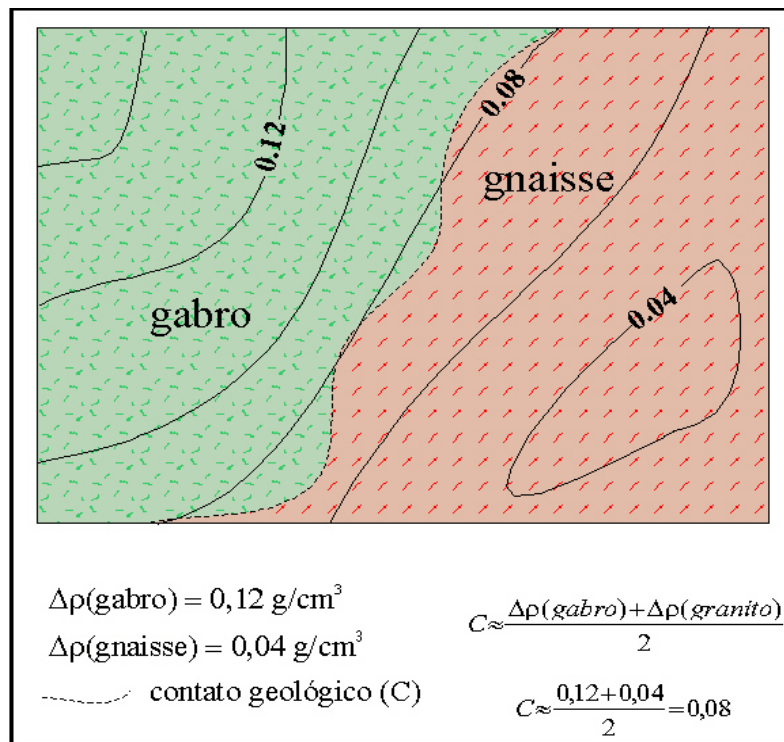 0.12
0.08
gnaisse
gabro
0.04
Δρ(gabro) = 0,12 g/cm³
Δρ(gnaisse) = 0,04 g/cm³
contato geológico (C)
C≈ Δρ(gabro)+Δρ(granito) / 2
C≈ 0,12+0,04 / 2 =0,08